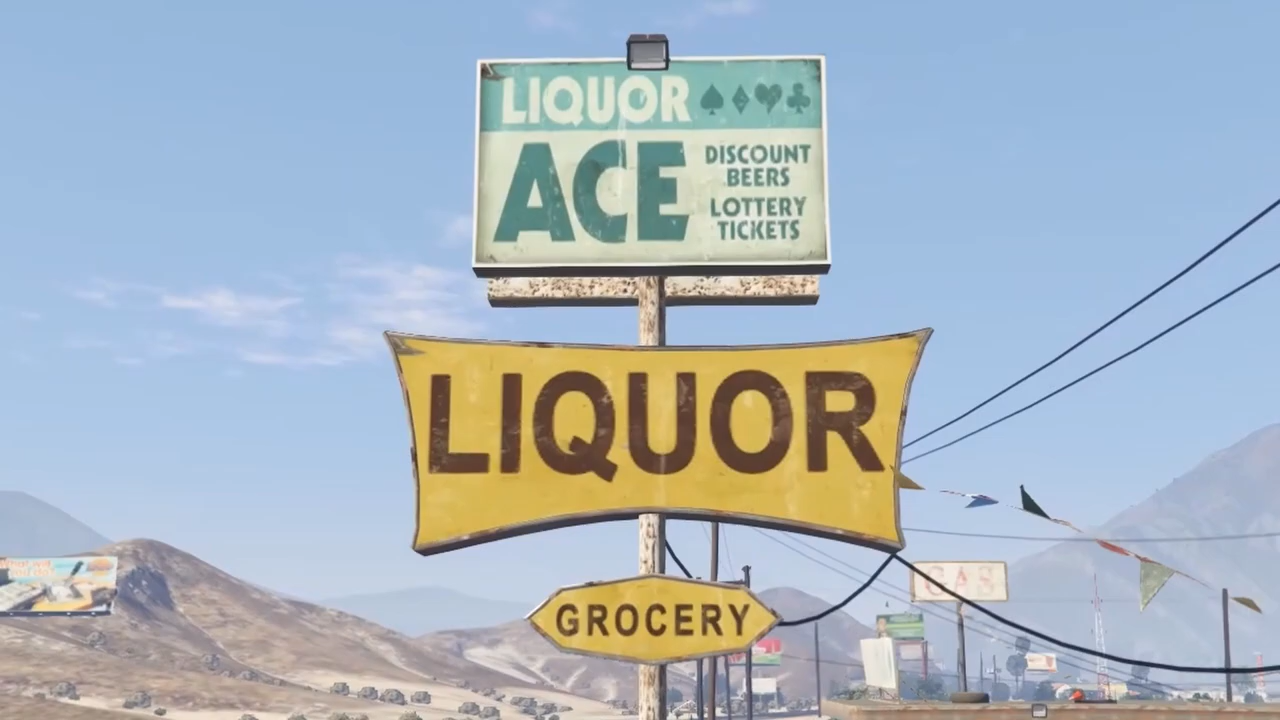 LIQUOR
ACE
DISCOUNT
BEERS
LOTTERY
TICKETS
LIQUOR
GROCERY
GAS